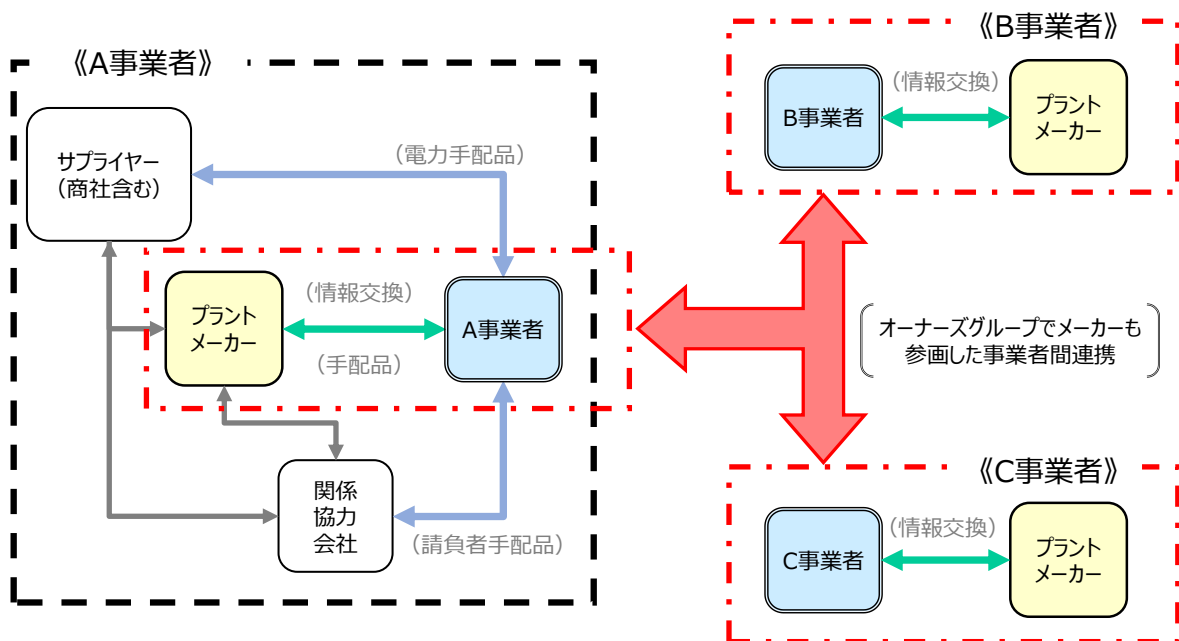 《A事業者》
サプライヤー
（商社含む）
（電力手配品）
プラント
メーカー
（情報交換）
（手配品）
A事業者
関係
協力
会社
（請負者手配品）
《B事業者》
B事業者
（情報交換）
プラント
メーカー
オーナーズグループでメーカーも
参画した事業者間連携
《C事業者》
C事業者
（情報交換）
プラント
メーカー